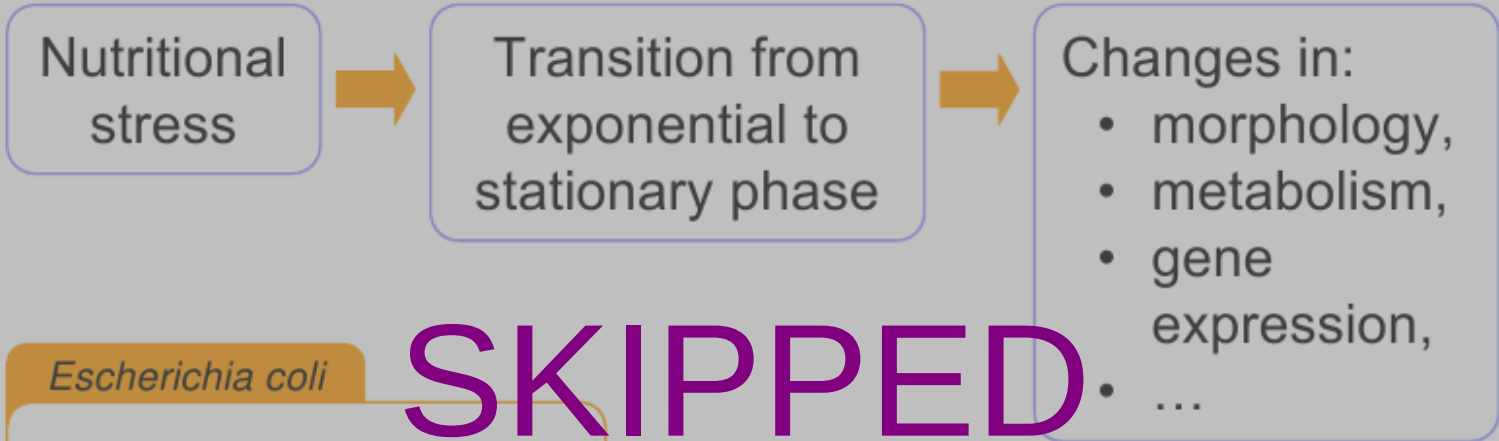 Nutritional
stress
Transition from
exponential to
stationary phase
Changes in:
• morphology,
• metabolism,
• gene
expression,
• …
Escherichia coli
SKIPPED